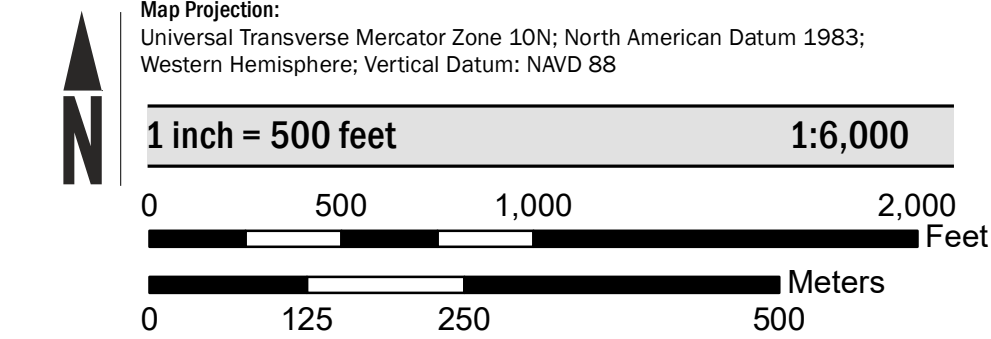 Map Projection:
Universal Transverse Mercator Zone 10N; North American Datum 1983;
Western Hemisphere; Vertical Datum: NAVD 88
N
1 inch = 500 feet 1:6,000
0 500 1,000 2,000
Feet
Meters
0 125 250 500